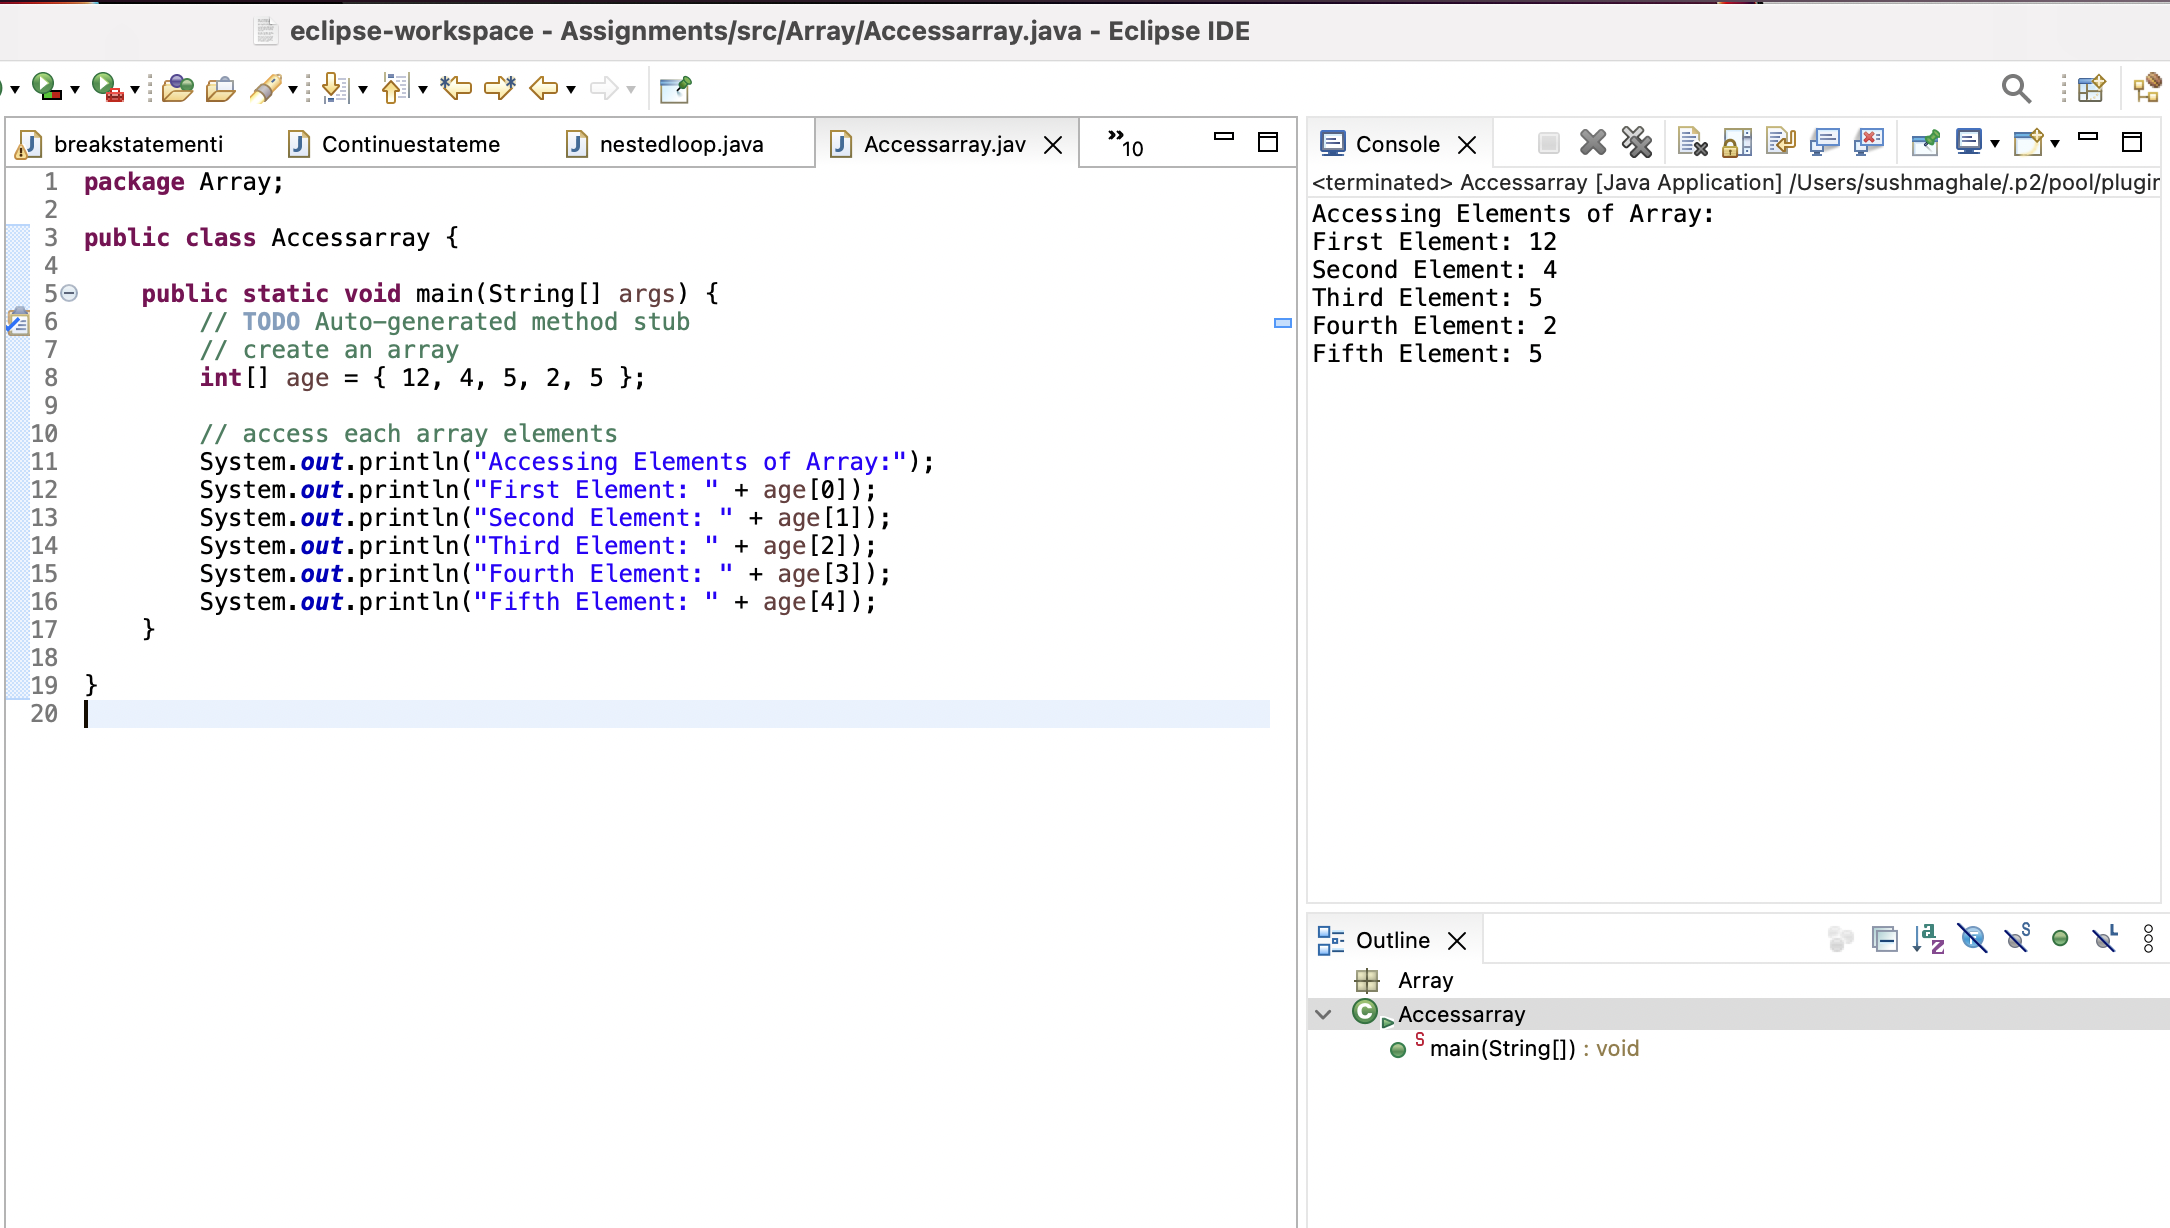 eclipse-workspace - Assignments/src/Array/Accessarray.java - Eclipse IDE
breakstatementi
Continuestateme
nestedloop.java
Accessarray.jav
»10
1 package Array;
2
3 public class Accessarray {
4
5     public static void main(String[] args) {
6         // TODO Auto-generated method stub
7         // create an array
8         int[] age = { 12, 4, 5, 2, 5 };
9
10         // access each array elements
11         System.out.println("Accessing Elements of Array:");
12         System.out.println("First Element: " + age[0]);
13         System.out.println("Second Element: " + age[1]);
14         System.out.println("Third Element: " + age[2]);
15         System.out.println("Fourth Element: " + age[3]);
16         System.out.println("Fifth Element: " + age[4]);
17     }
18
19 }
20
Console
<terminated> Accessarray [Java Application] /Users/sushmaghale/.p2/pool/plugin
Accessing Elements of Array:
First Element: 12
Second Element: 4
Third Element: 5
Fourth Element: 2
Fifth Element: 5
Outline
Array
Accessarray
main(String[]) : void